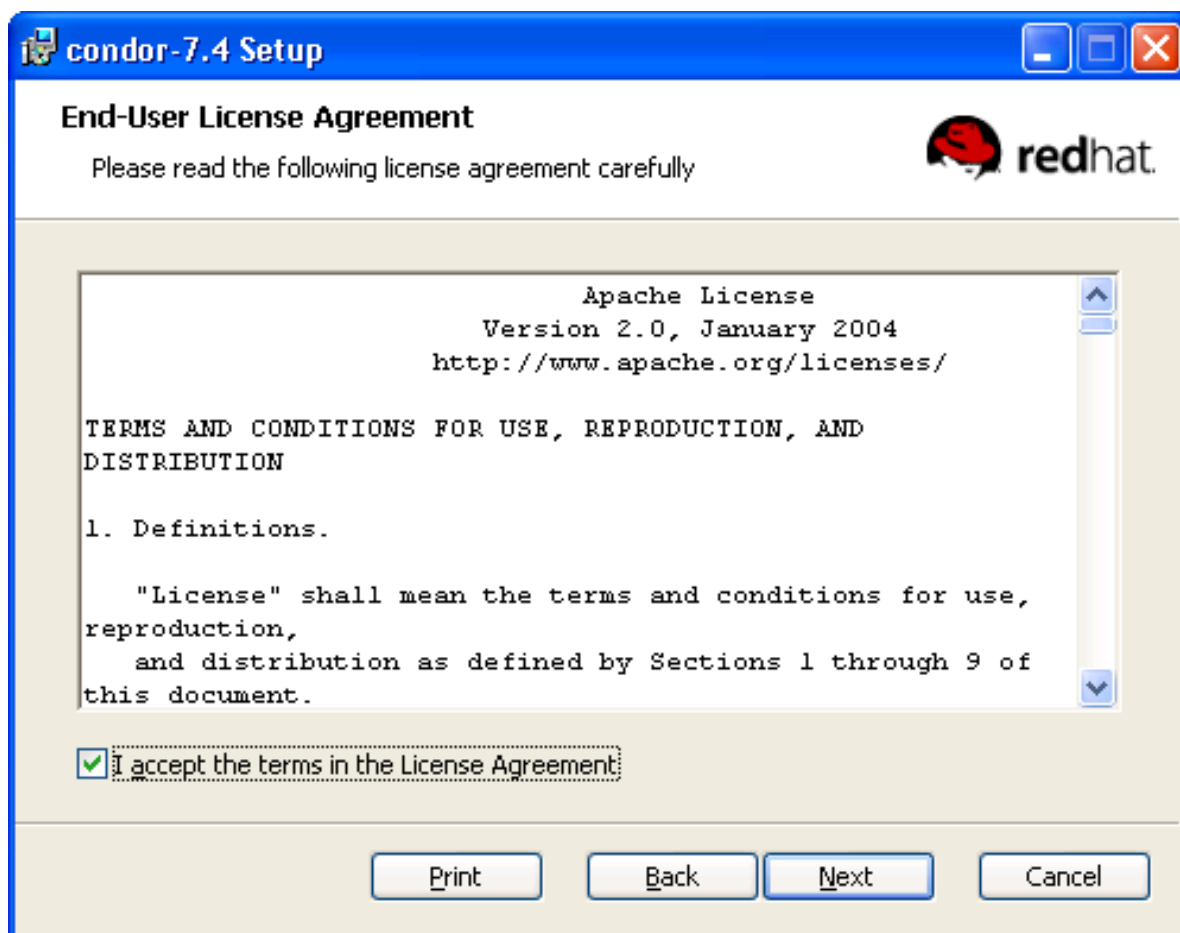 condor-7.4 Setup
End-User License Agreement
Please read the following license agreement carefully
redhat.
Apache License
Version 2.0, January 2004
http://www.apache.org/licenses/
TERMS AND CONDITIONS FOR USE, REPRODUCTION, AND
DISTRIBUTION
1. Definitions.
"License" shall mean the terms and conditions for use,
reproduction,
and distribution as defined by Sections 1 through 9 of
this document.
I accept the terms in the License Agreement
Print
Back
Next
Cancel